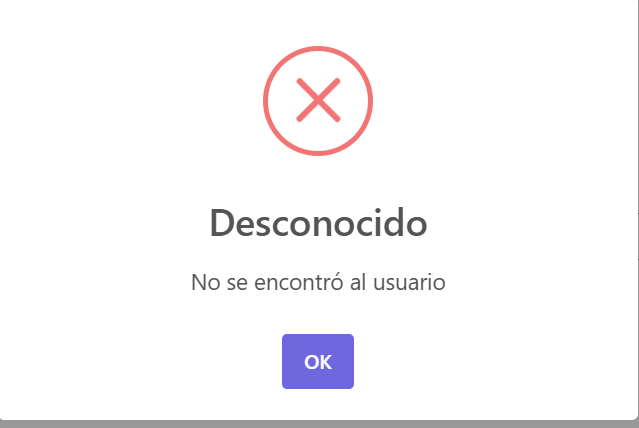 Desconocido
No se encontró al usuario
OK